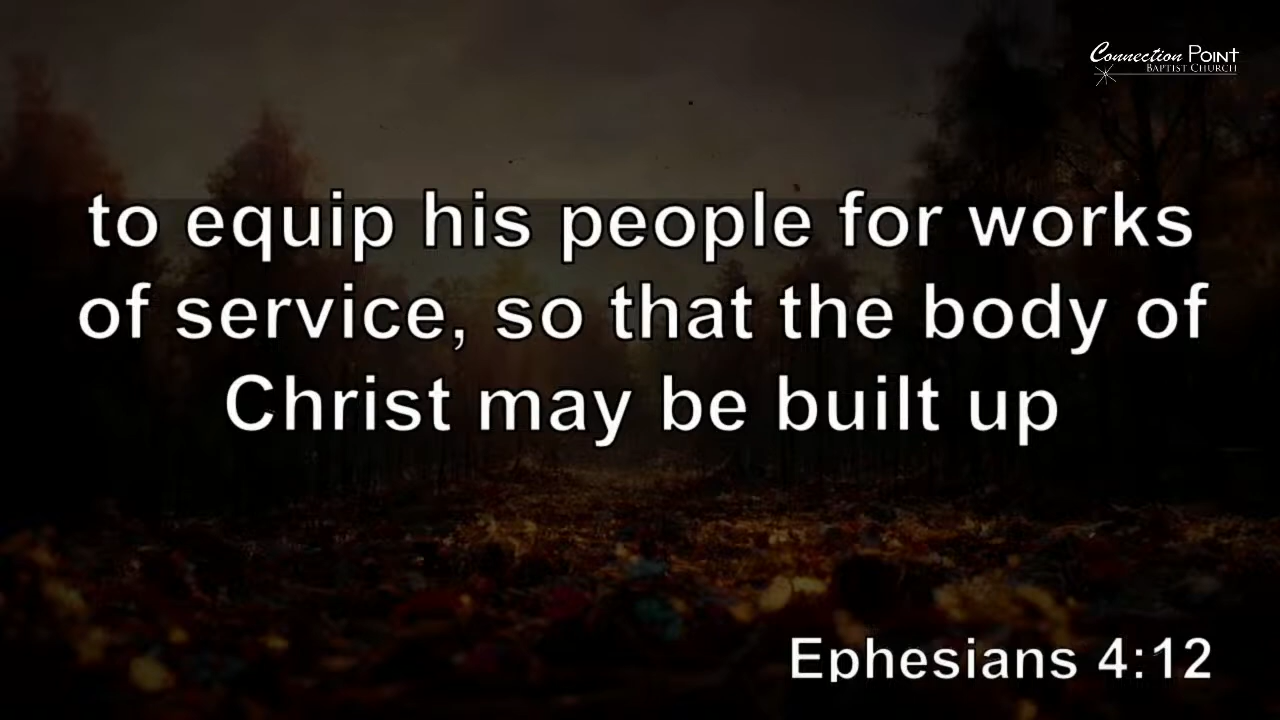 Connection Point
Baptist Church
to equip his people for works
of service, so that the body of
Christ may be built up
Ephesians 4:12